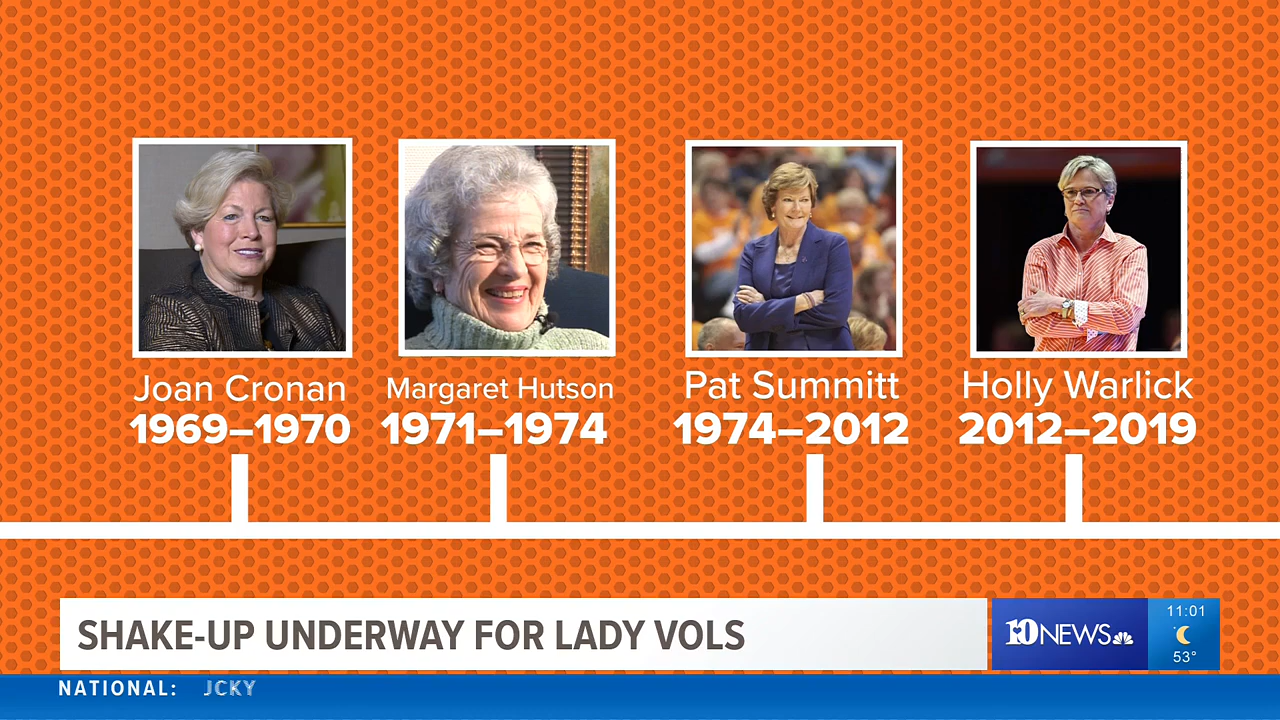 Joan Cronan
1969–1970
Margaret Hutson
1971–1974
Pat Summitt
1974–2012
Holly Warlick
2012–2019
SHAKE-UP UNDERWAY FOR LADY VOLS
10NEWS
11:01
53°
NATIONAL: